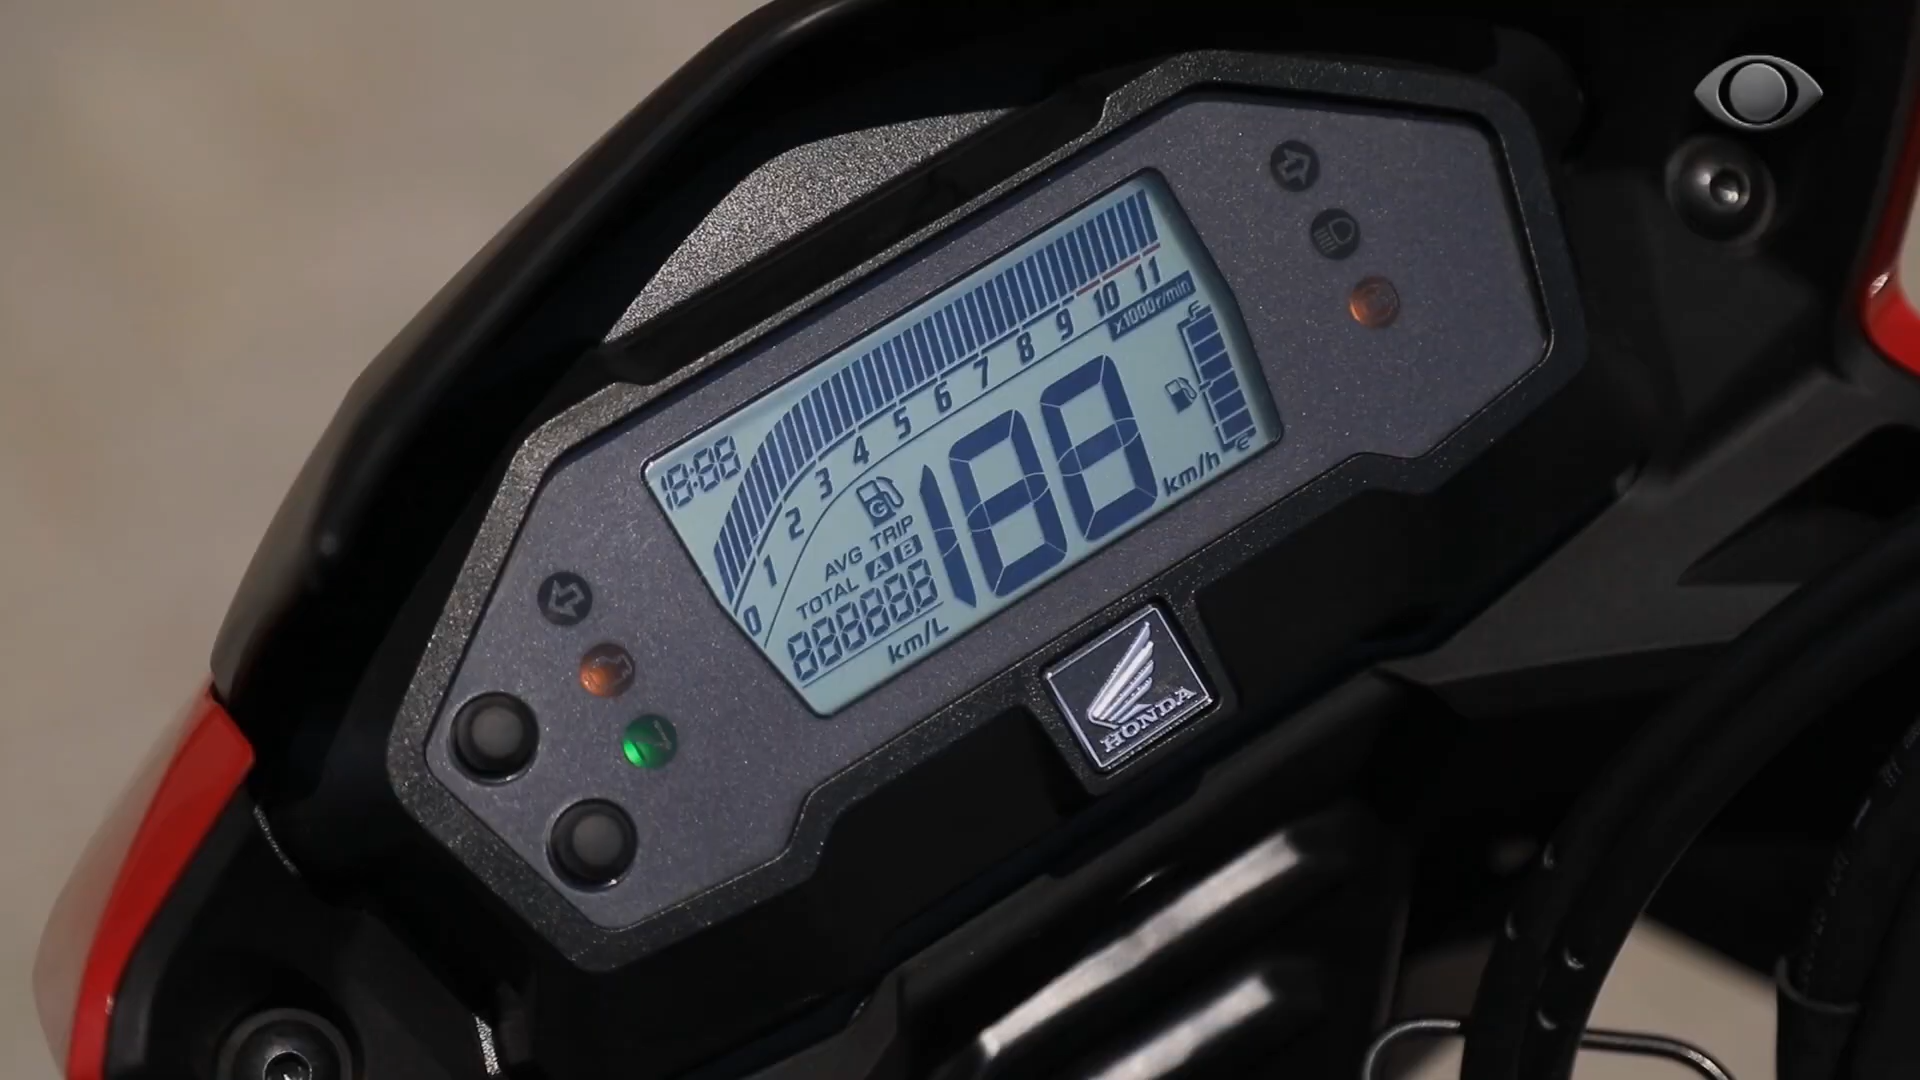 18:88
0 1 2 3 4 5 6 7 8 9 10 11
x1000r/min
F
E
188
km/h
G
AVG TRIP
TOTAL A B
888888
km/L
HONDA